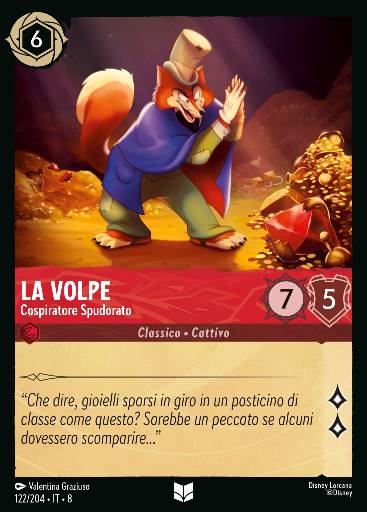 6
LA VOLPE
Cospiratore Spudorato
7
5
Classico • Cattivo
“Che dire, gioielli sparsi in giro in un posticino di
classe come questo? Sarebbe un peccato se alcuni
dovessero scomparire...”
Valentina Graziuso
Disney Lorcana
122/204 • IT • 8
©Disney